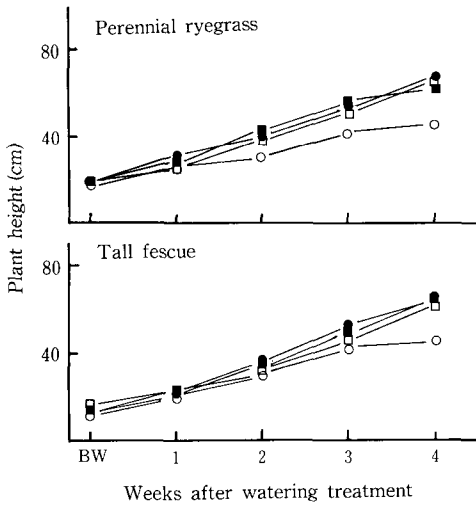 Perennial ryegrass
80
40
Plant height (cm)
Tall fescue
80
40
BW 1 2 3 4
Weeks after watering treatment